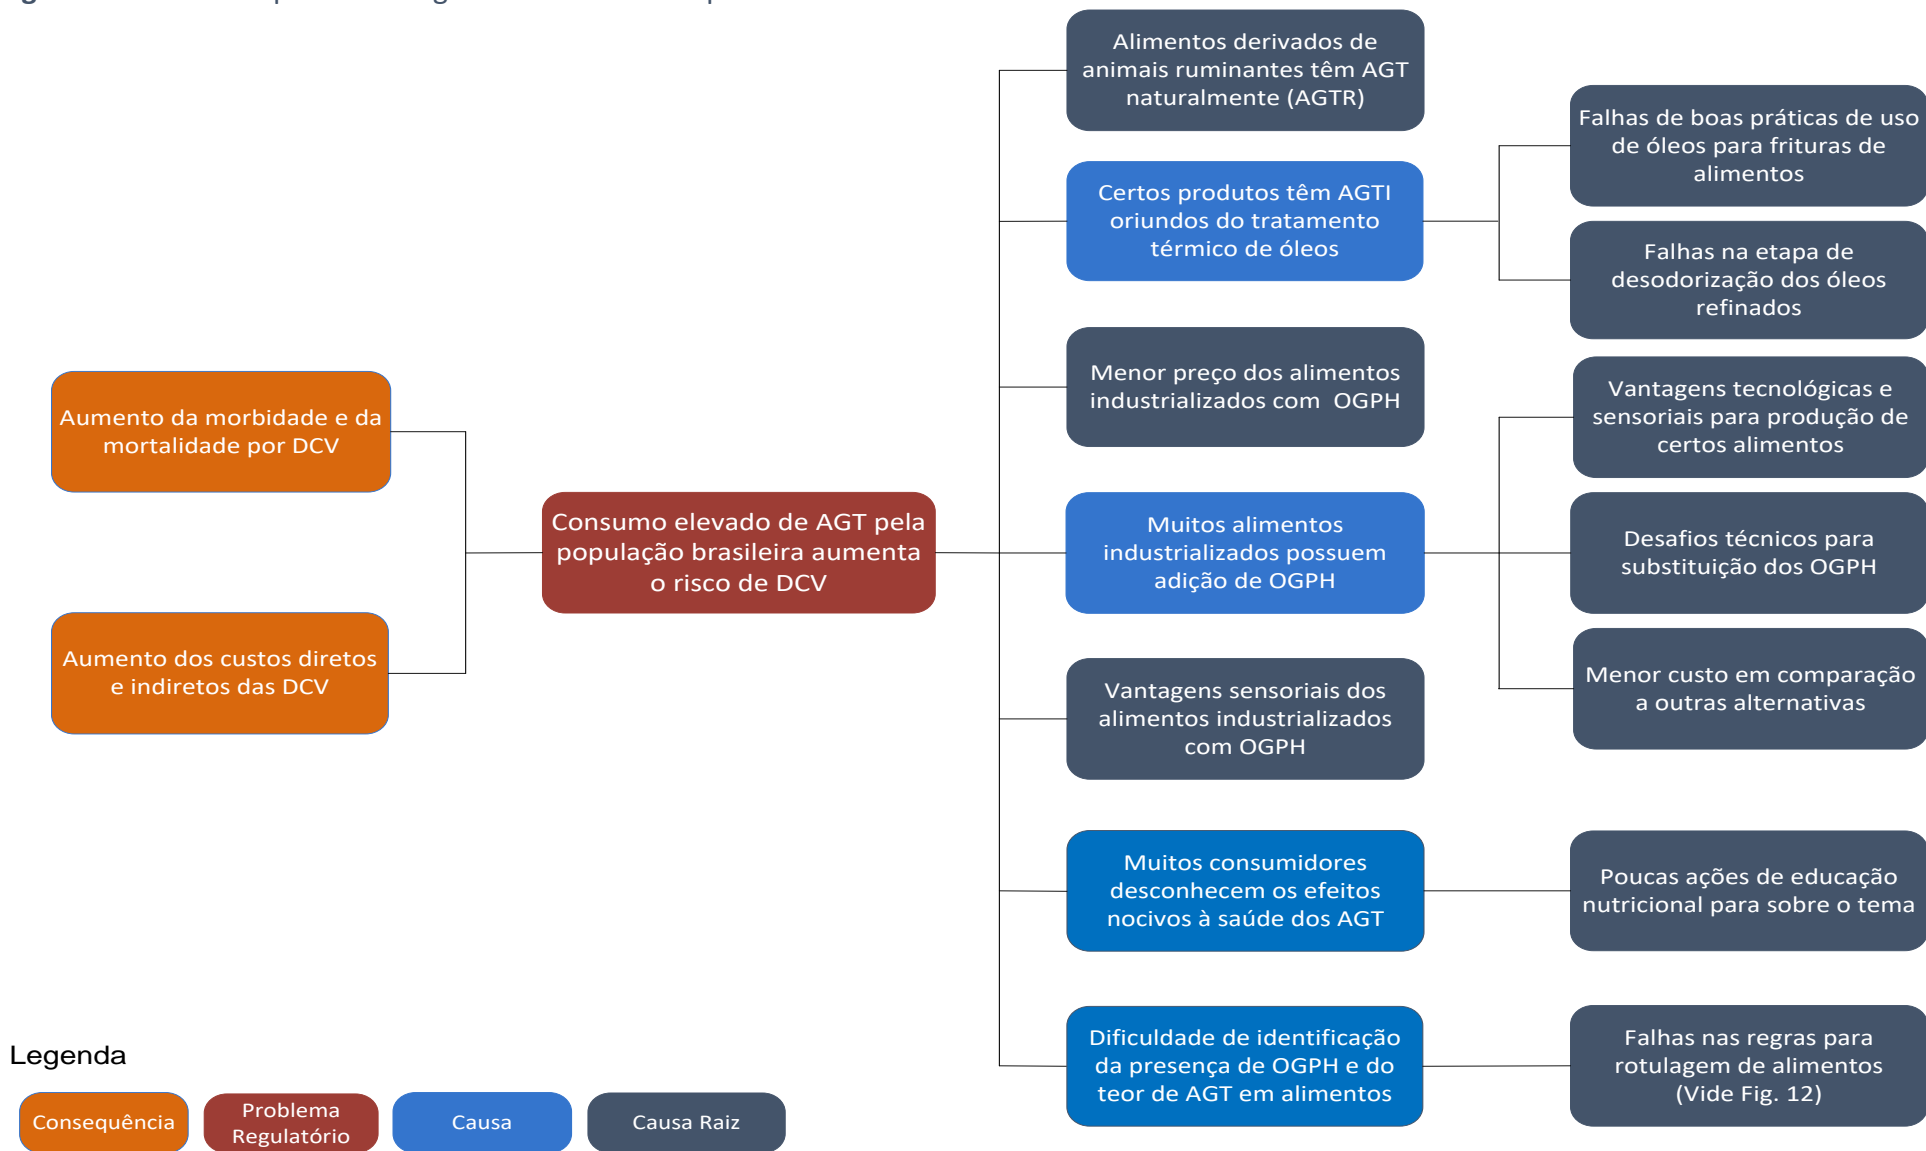 Alimentos derivados de
animais ruminantes têm AGT
naturalmente (AGTR)
Certos produtos têm AGTI
oriundos do tratamento
térmico de óleos
Falhas de boas práticas de uso
de óleos para frituras de
alimentos
Falhas na etapa de
desodorização dos óleos
refinados
Menor preço dos alimentos
industrializados com OGPH
Aumento da morbidade e da
mortalidade por DCV
Aumento dos custos diretos
e indiretos das DCV
Consumo elevado de AGT pela
população brasileira aumenta
o risco de DCV
Muitos alimentos
industrializados possuem
adição de OGPH
Vantagens tecnológicas e
sensoriais para produção de
certos alimentos
Desafios técnicos para
substituição dos OGPH
Menor custo em comparação
a outras alternativas
Vantagens sensoriais dos
alimentos industrializados
com OGPH
Muitos consumidores
desconhecem os efeitos
nocivos à saúde dos AGT
Poucas ações de educação
nutricional para sobre o tema
Dificuldade de identificação
da presença de OGPH e do
teor de AGT em alimentos
Falhas nas regras para
rotulagem de alimentos
(Vide Fig. 12)
Legenda
Consequência
Problema
Regulatório
Causa
Causa Raiz